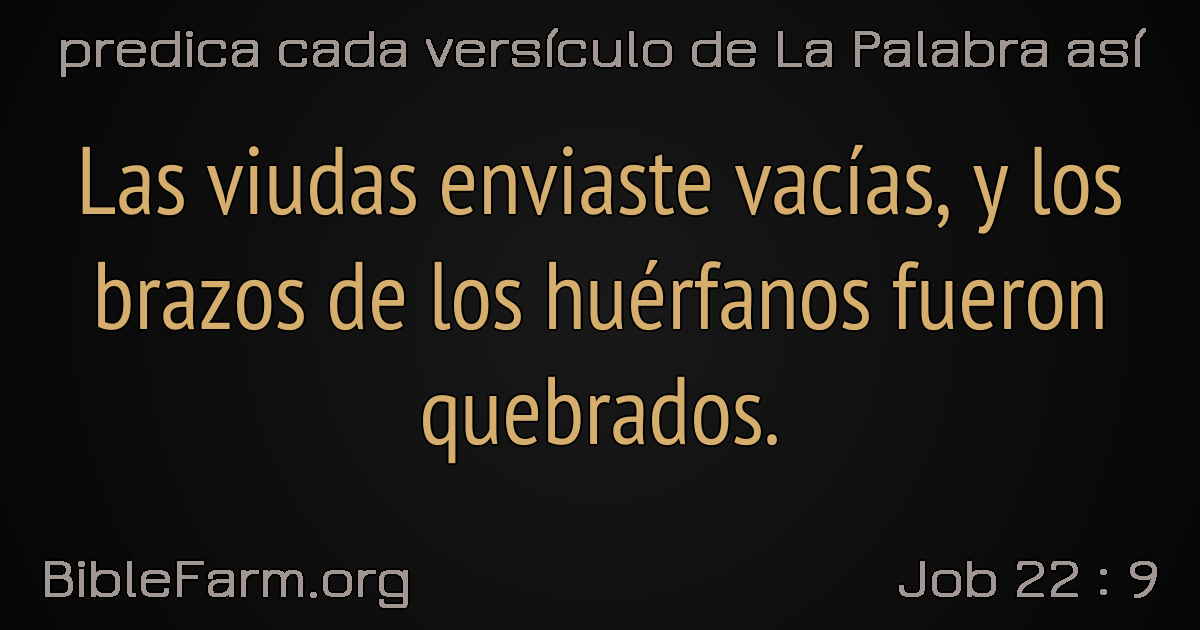 predica cada versículo de La Palabra así
Las viudas enviaste vacías, y los
brazos de los huérfanos fueron
quebrados.
BibleFarm.org
Job 22 : 9